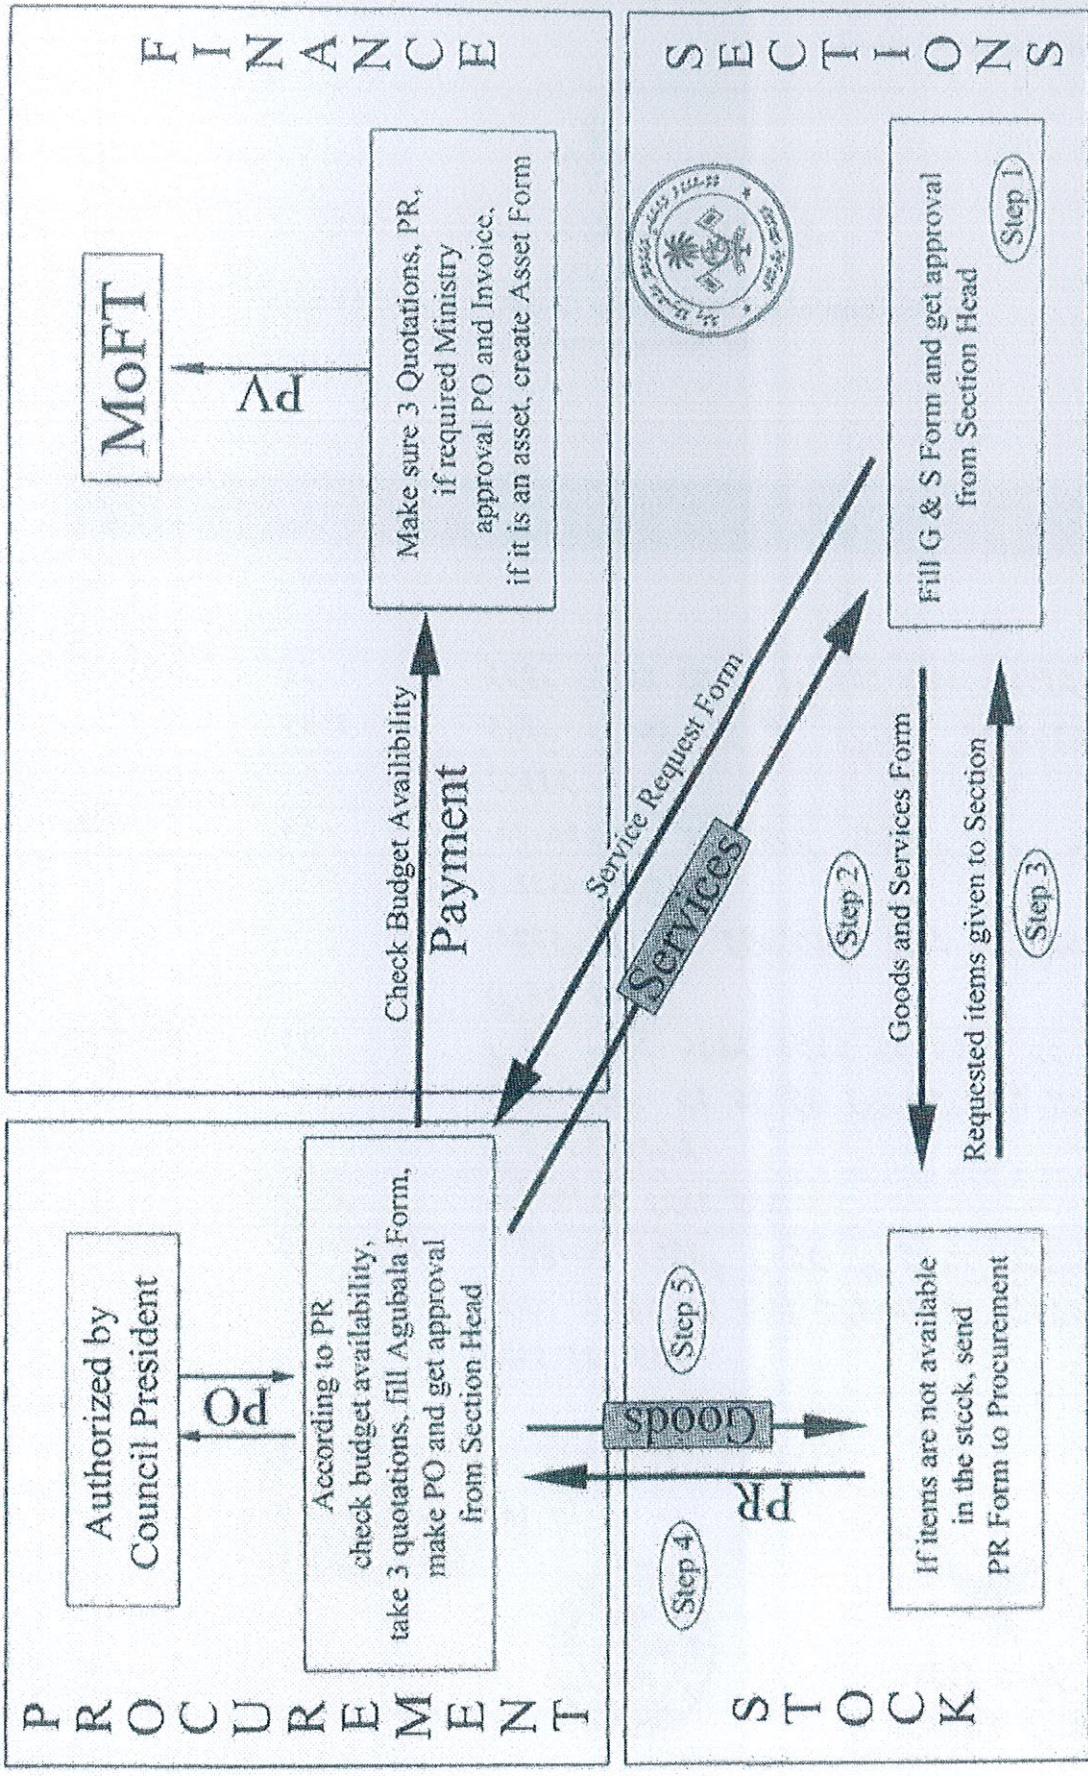 PROCUREMENT
Authorized by
Council President
PO
According to PR
check budget availability,
take 3 quotations, fill Agubala Form,
make PO and get approval
from Section Head
Check Budget Availibility
Payment
FINANCE
MoFT
PV
Make sure 3 Quotations, PR,
if required Ministry
approval PO and Invoice,
if it is an asset, create Asset Form
Service Request Form
Services
Step 4
PR
Goods
Step 5
STOCK
If items are not available
in the stock, send
PR Form to Procurement
Step 2
Goods and Services Form
Requested items given to Section
Step 3
SECTIONS
Fill G & S Form and get approval
from Section Head
Step 1